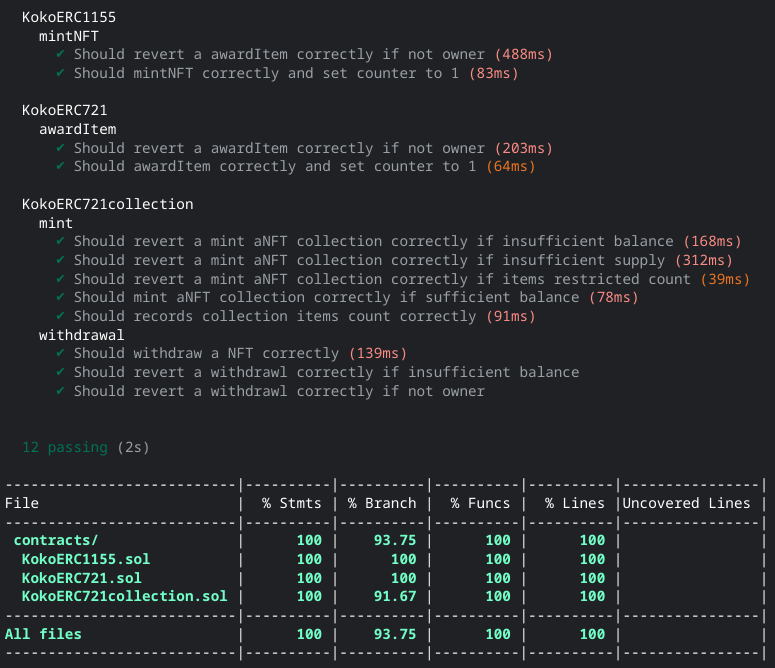 KokoERC1155
mintNFT
✔ Should revert a awardItem correctly if not owner (488ms)
✔ Should mintNFT correctly and set counter to 1 (83ms)
KokoERC721
awardItem
✔ Should revert a awardItem correctly if not owner (203ms)
✔ Should awardItem correctly and set counter to 1 (64ms)
KokoERC721collection
mint
✔ Should revert a mint aNFT collection correctly if insufficient balance (168ms)
✔ Should revert a mint aNFT collection correctly if insufficient supply (312ms)
✔ Should revert a mint aNFT collection correctly if items restricted count (39ms)
✔ Should mint aNFT collection correctly if sufficient balance (78ms)
✔ Should records collection items count correctly (91ms)
withdrawal
✔ Should withdraw a NFT correctly (139ms)
✔ Should revert a withdrawl correctly if insufficient balance
✔ Should revert a withdrawl correctly if not owner
12 passing (2s)
---------------------------|----------|----------|----------|----------|----------------|
File                       |  % Stmts | % Branch |  % Funcs |  % Lines |Uncovered Lines |
---------------------------|----------|----------|----------|----------|----------------|
 contracts/                |      100 |    93.75 |      100 |      100 |                |
  KokoERC1155.sol          |      100 |      100 |      100 |      100 |                |
  KokoERC721.sol           |      100 |      100 |      100 |      100 |                |
  KokoERC721collection.sol |      100 |    91.67 |      100 |      100 |                |
---------------------------|----------|----------|----------|----------|----------------|
All files                  |      100 |    93.75 |      100 |      100 |                |
---------------------------|----------|----------|----------|----------|----------------|